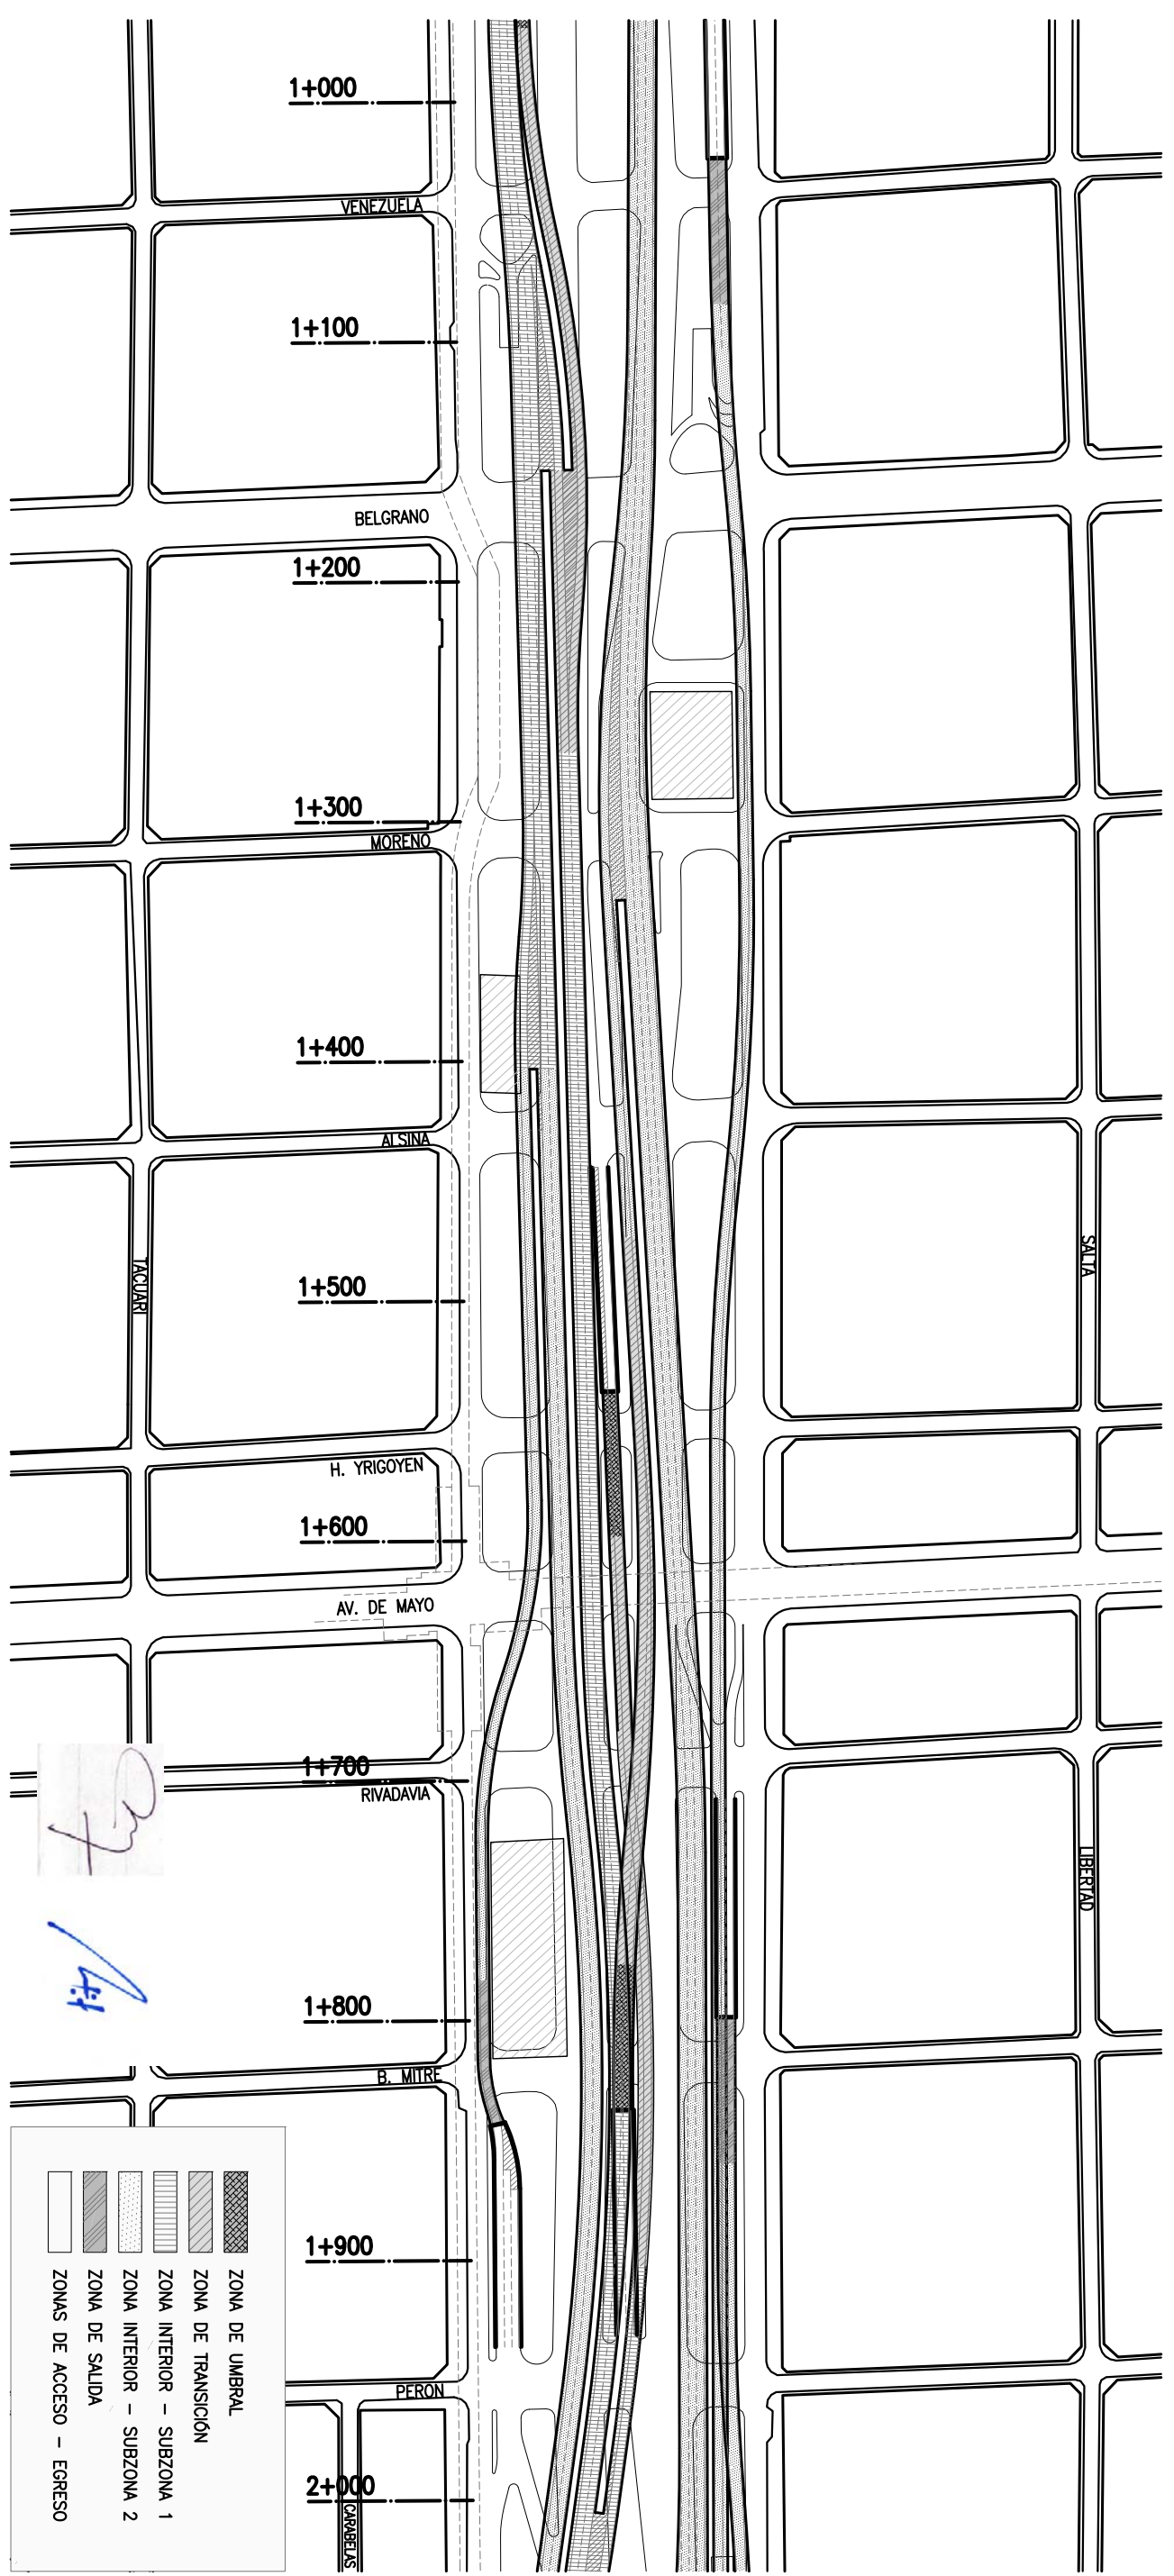 1+000
VENEZUELA
1+100
BELGRANO
1+200
1+300
MORENO
1+400
ALSINA
TACUARI
SALTA
1+500
H. YRIGOYEN
1+600
AV. DE MAYO
1+700
RIVADAVIA
LIBERTAD
1+800
B. MITRE
1+900
PERON
2+000
CARABELAS
ZONA DE UMBRAL
ZONA DE TRANSICIÓN
ZONA INTERIOR – SUBZONA 1
ZONA INTERIOR – SUBZONA 2
ZONA DE SALIDA
ZONAS DE ACCESO – EGRESO